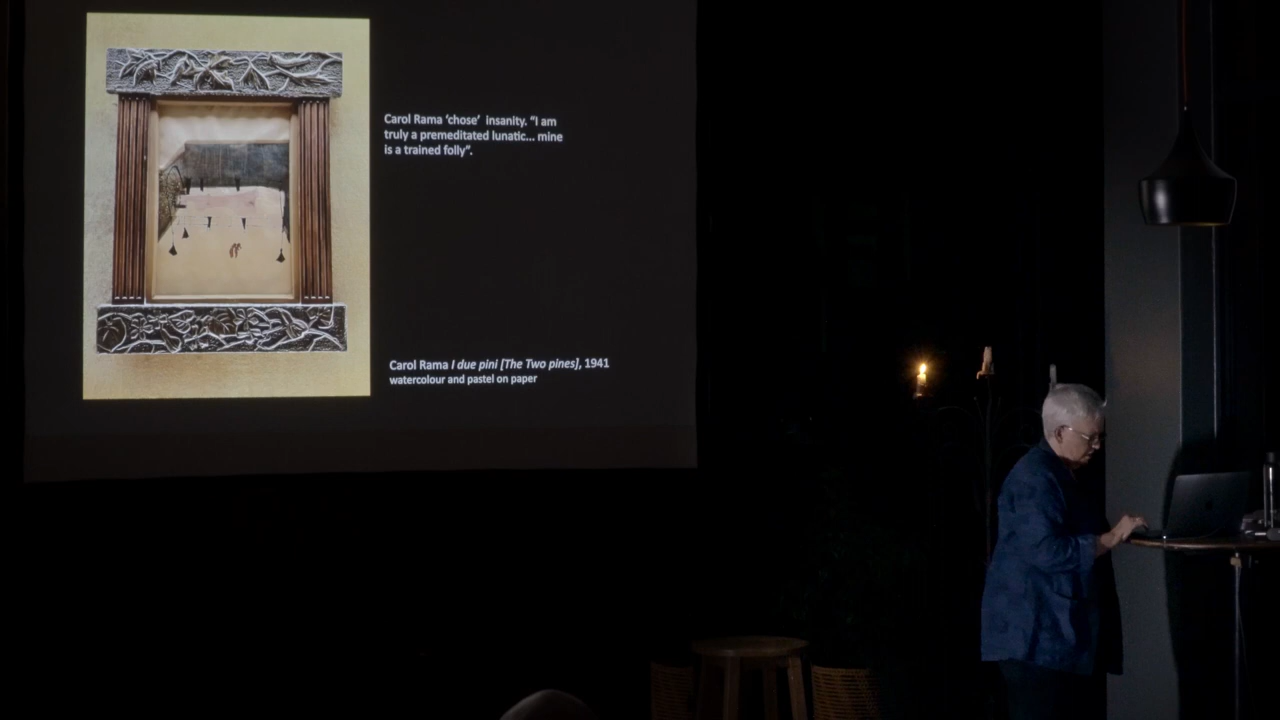 Carol Rama ‘chose’ insanity. “I am
truly a premeditated lunatic... mine
is a trained folly”.
Carol Rama I due pini [The Two pines], 1941
watercolour and pastel on paper